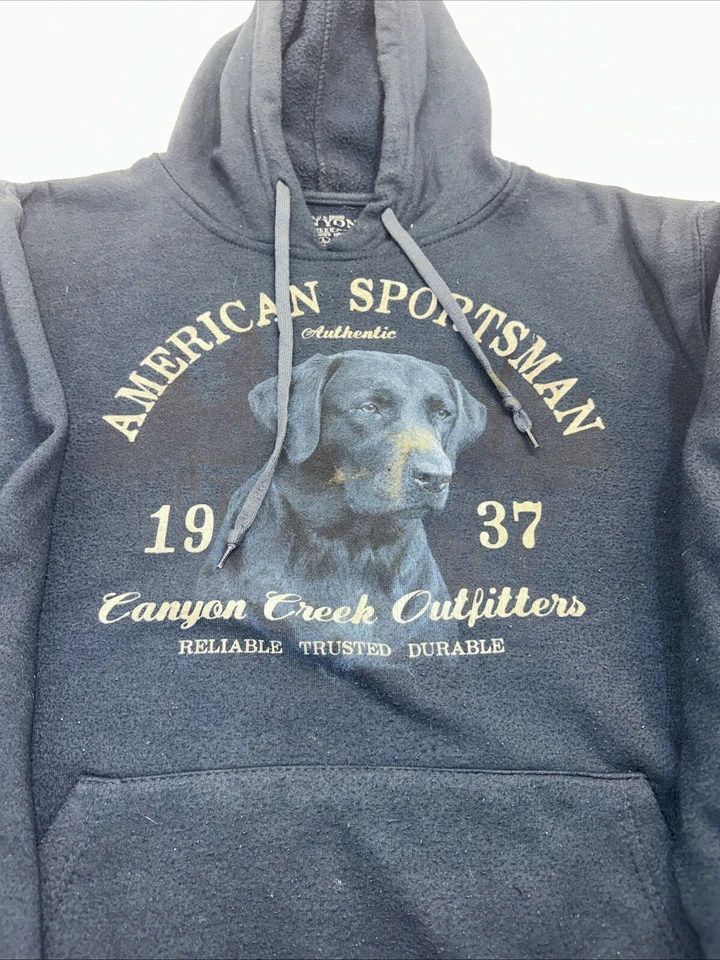 AMERICAN SPORTSMAN
Authentic
19 37
Canyon Creek Outfitters
RELIABLE TRUSTED DURABLE